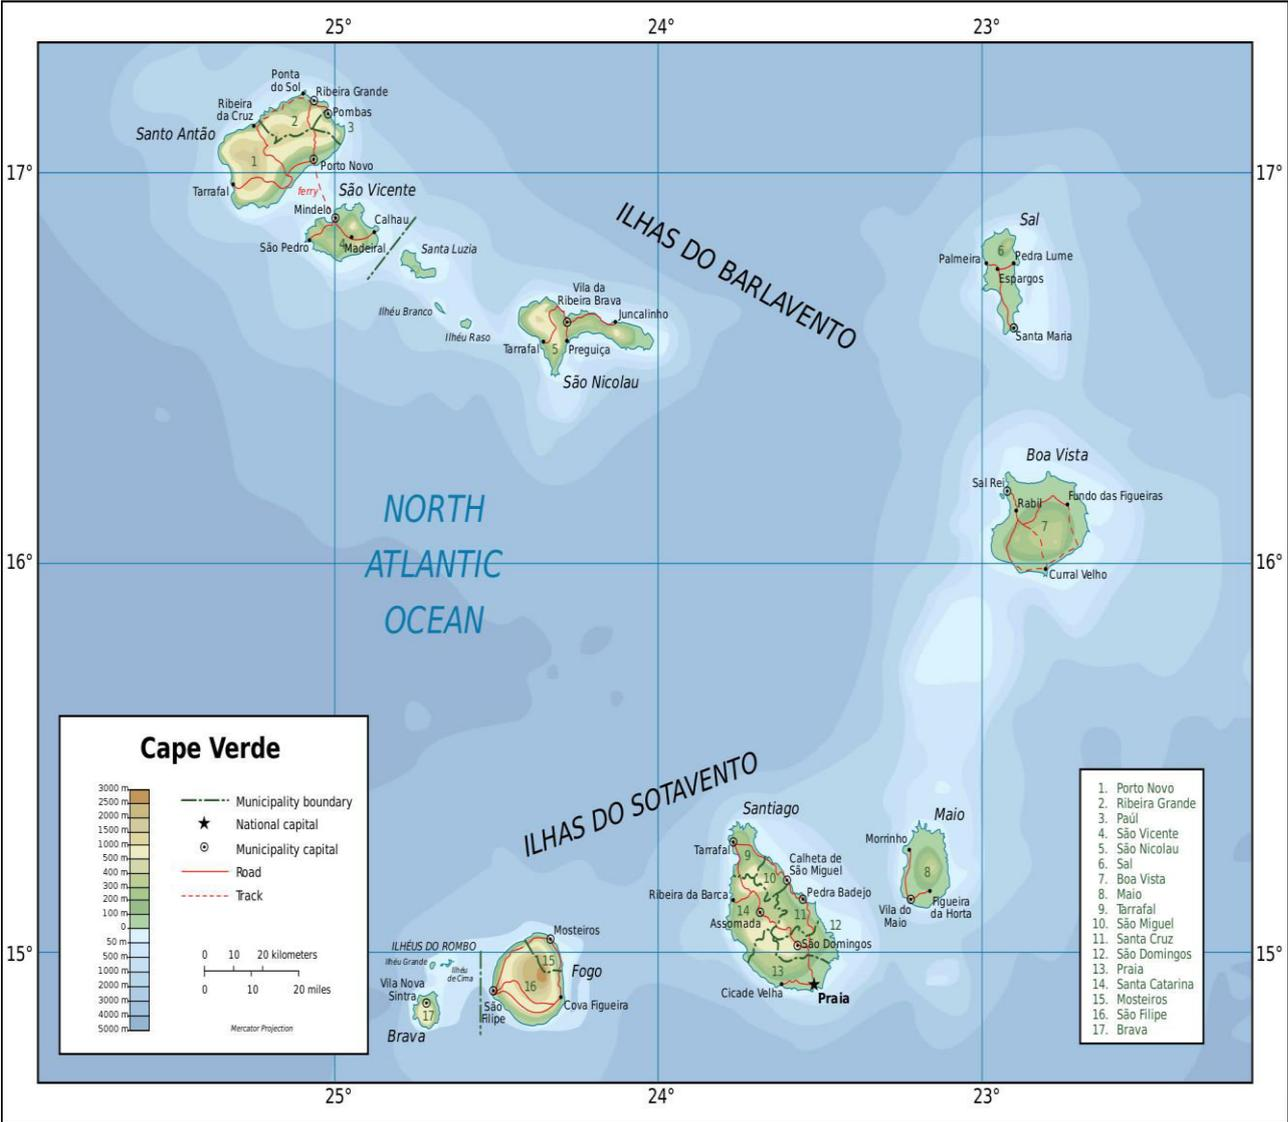 25°
24°
23°
Ponta
do Sol
Ribeira Grande
Ribeira
da Cruz
Pombas
Santo Antão
2
3
1
Porto Novo
17°
17°
Tarrafal
ferry
São Vicente
Mindelo
Calhau
São Pedro
4
Madeiral
Santa Luzia
ILHAS DO BARLAVENTO
Sal
6
Palmeira
Pedra Lume
Espargos
Santa Maria
Vila da
Ribeira Brava
Juncalinho
Ilhéu Branco
Ilhéu Raso
Tarrafal
5
Preguiça
São Nicolau
Boa Vista
Sal Rei
Rabil
Fundo das Figueiras
7
Curral Velho
NORTH
ATLANTIC
OCEAN
16°
16°
Cape Verde
3000 m
2500 m
2000 m
1500 m
1000 m
500 m
400 m
300 m
200 m
100 m
0
50 m
500 m
1000 m
2000 m
3000 m
4000 m
5000 m
Municipality boundary
National capital
Municipality capital
Road
Track
0 10 20 kilometers
0 10 20 miles
Mercator Projection
ILHAS DO SOTAVENTO
Santiago
Tarrafal
9
Calheta de
São Miguel
10
Ribeira da Barca
Pedra Badejo
14
11
Assomada
12
São Domingos
13
Cicade Velha
Praia
Maio
Morrinho
8
Vila do
Maio
Figueira
da Horta
Mosteiros
ILHÉUS DO ROMBO
Ilhéu Grande
Ilhéu
de Cima
15
Fogo
16
Vila Nova
Sintra
17
São
Filipe
Cova Figueira
Brava
15°
15°
1. Porto Novo
2. Ribeira Grande
3. Paúl
4. São Vicente
5. São Nicolau
6. Sal
7. Boa Vista
8. Maio
9. Tarrafal
10. São Miguel
11. Santa Cruz
12. São Domingos
13. Praia
14. Santa Catarina
15. Mosteiros
16. São Filipe
17. Brava
25°
24°
23°